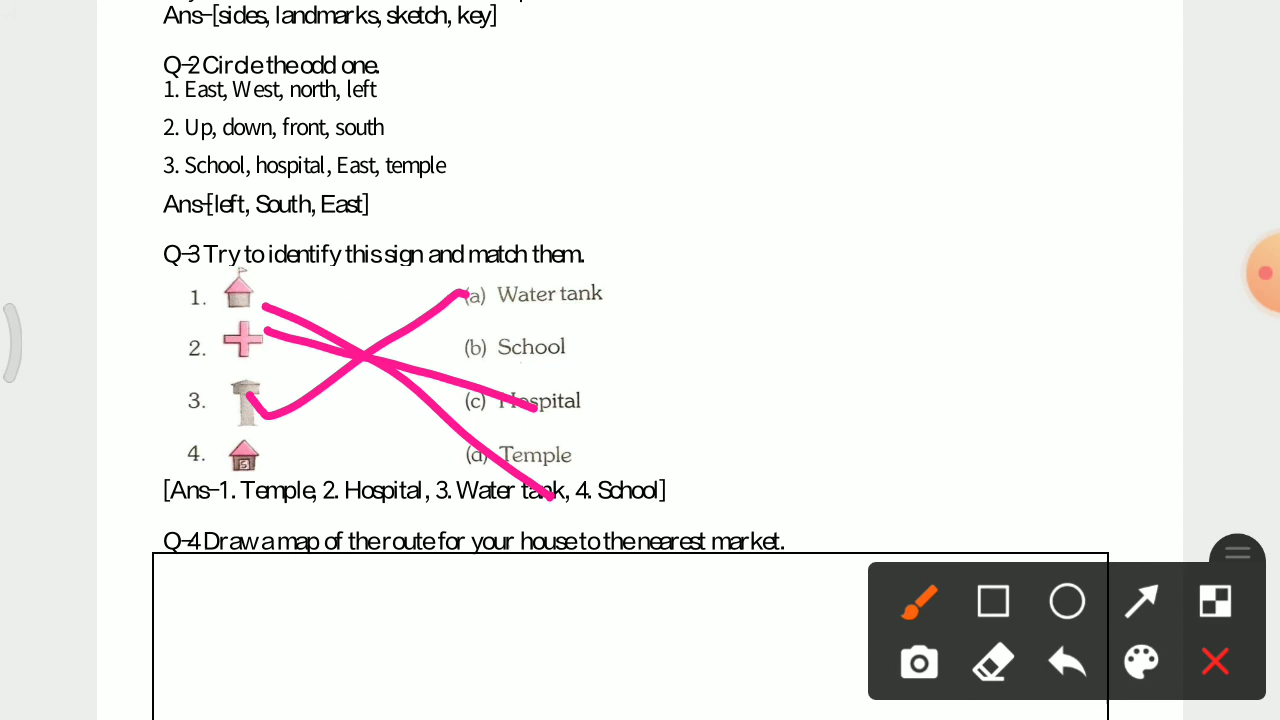 Ans-[sides, landmarks, sketch, key]
Q-2 Circle the odd one.
1. East, West, north, left
2. Up, down, front, south
3. School, hospital, East, temple
Ans-[left, South, East]
Q-3 Try to identify this sign and match them.
1. (a) Water tank
2. (b) School
3. (c) Hospital
4. S (d) Temple
[Ans-1. Temple, 2. Hospital, 3. Water tank, 4. School]
Q-4 Draw a map of the route for your house to the nearest market.